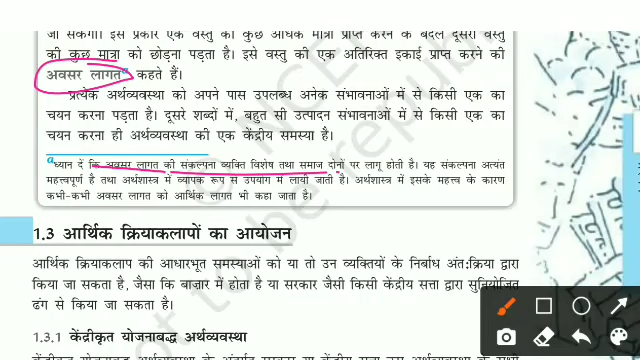 जा सकेगी। इस प्रकार एक वस्तु की कुछ अधिक मात्रा प्राप्त करने के बदले दूसरी वस्तु
की कुछ मात्रा को छोड़ना पड़ता है। इसे वस्तु की एक अतिरिक्त इकाई प्राप्त करने की
अवसर लागत a कहते हैं।
प्रत्येक अर्थव्यवस्था को अपने पास उपलब्ध अनेक संभावनाओं में से किसी एक का
चयन करना पड़ता है। दूसरे शब्दों में, बहुत सी उत्पादन संभावनाओं में से किसी एक का
चयन करना ही अर्थव्यवस्था की एक केंद्रीय समस्या है।
a ध्यान दें कि अवसर लागत की संकल्पना व्यक्ति विशेष तथा समाज दोनों पर लागू होती है। यह संकल्पना अत्यंत
महत्त्वपूर्ण है तथा अर्थशास्त्र में व्यापक रूप से उपयोग में लायी जाती है। अर्थशास्त्र में इसके महत्त्व के कारण
कभी-कभी अवसर लागत को आर्थिक लागत भी कहा जाता है।
1.3 आर्थिक क्रियाकलापों का आयोजन
आर्थिक क्रियाकलाप की आधारभूत समस्याओं को या तो उन व्यक्तियों के निर्बाध अंत:क्रिया द्वारा
किया जा सकता है, जैसा कि बाज़ार में होता है या सरकार जैसी किसी केंद्रीय सत्ता द्वारा सुनियोजित
ढंग से किया जा सकता है।
1.3.1 केंद्रीकृत योजनाबद्ध अर्थव्यवस्था